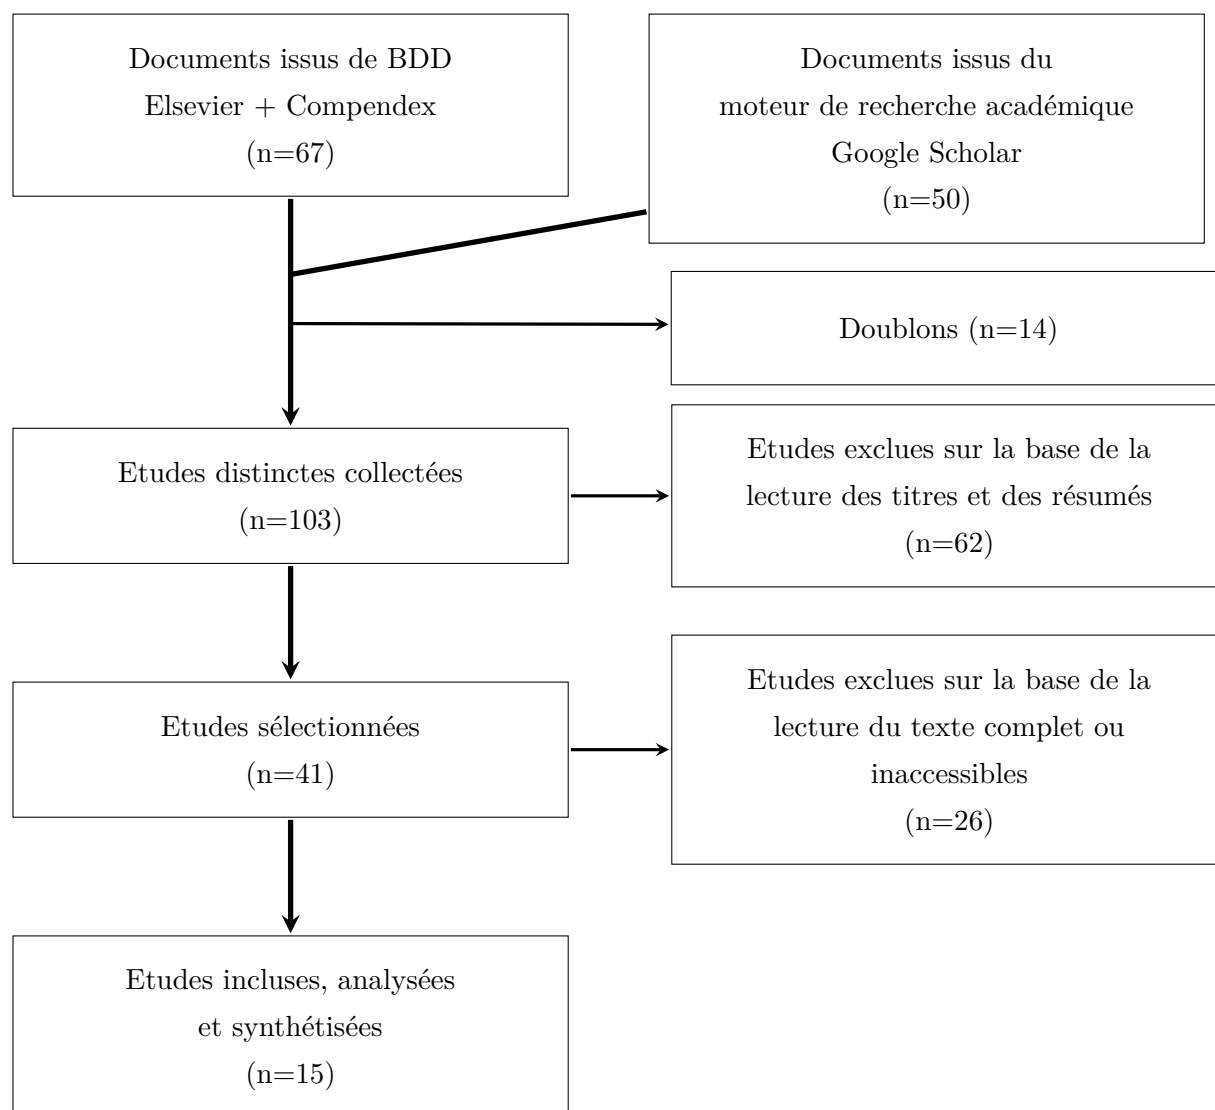 Documents issus de BDD
Elsevier + Compendex
(n=67)
Documents issus du
moteur de recherche académique
Google Scholar
(n=50)
Doublons (n=14)
Etudes distinctes collectées
(n=103)
Etudes exclues sur la base de la
lecture des titres et des résumés
(n=62)
Etudes sélectionnées
(n=41)
Etudes exclues sur la base de la
lecture du texte complet ou
inaccessibles
(n=26)
Etudes incluses, analysées
et synthétisées
(n=15)